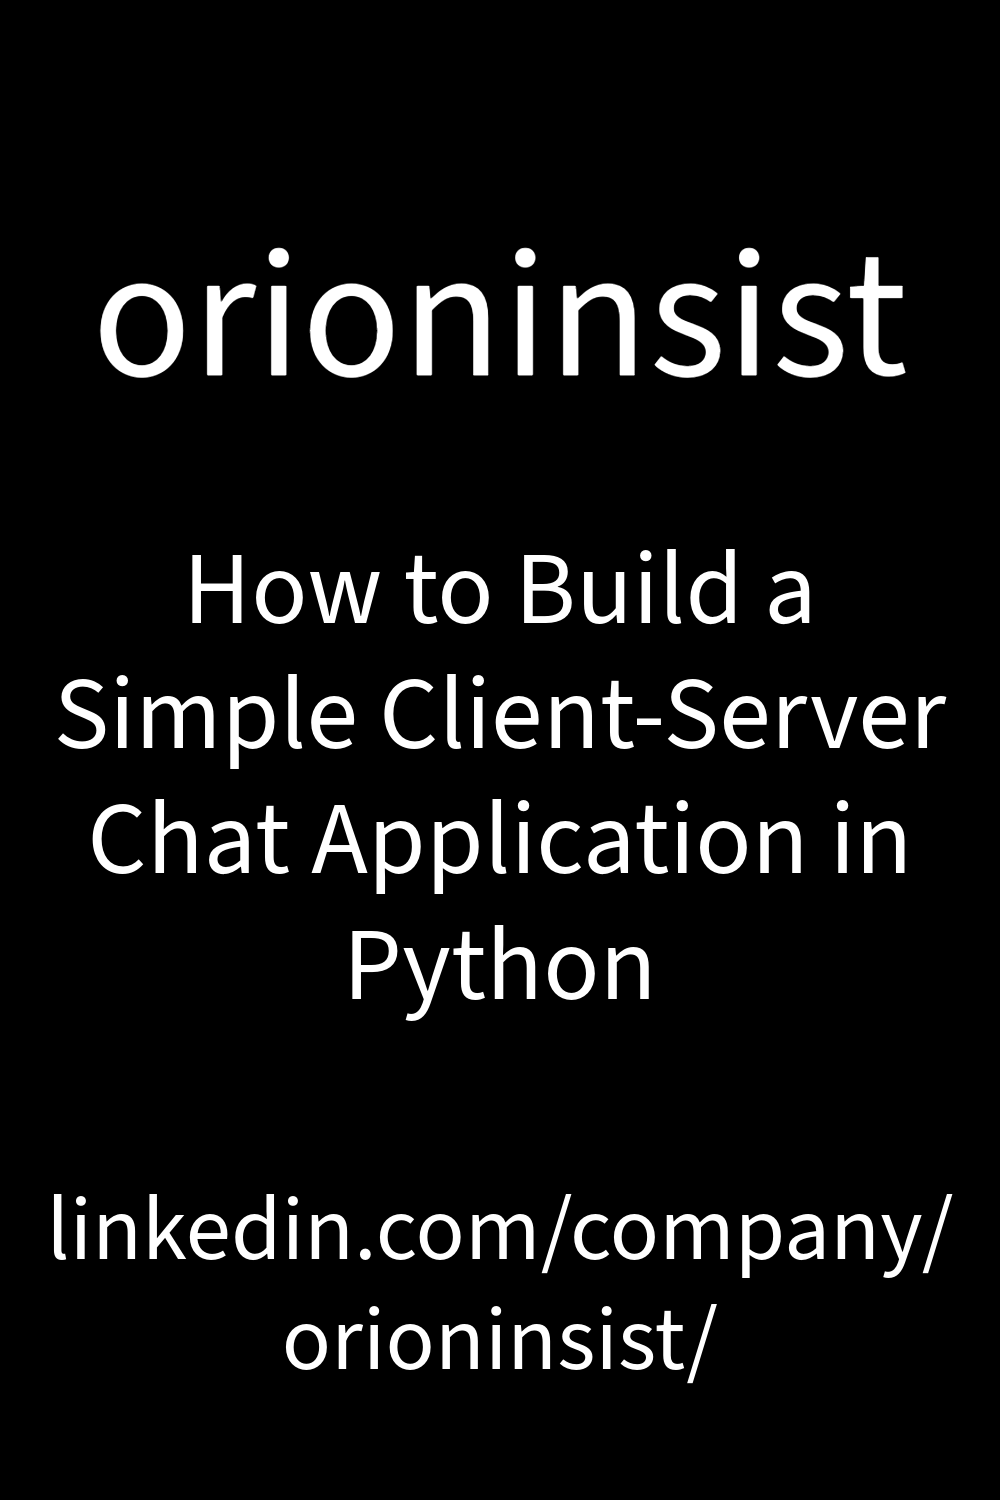 orioninsist
How to Build a
Simple Client-Server
Chat Application in
Python
linkedin.com/company/
orioninsist/